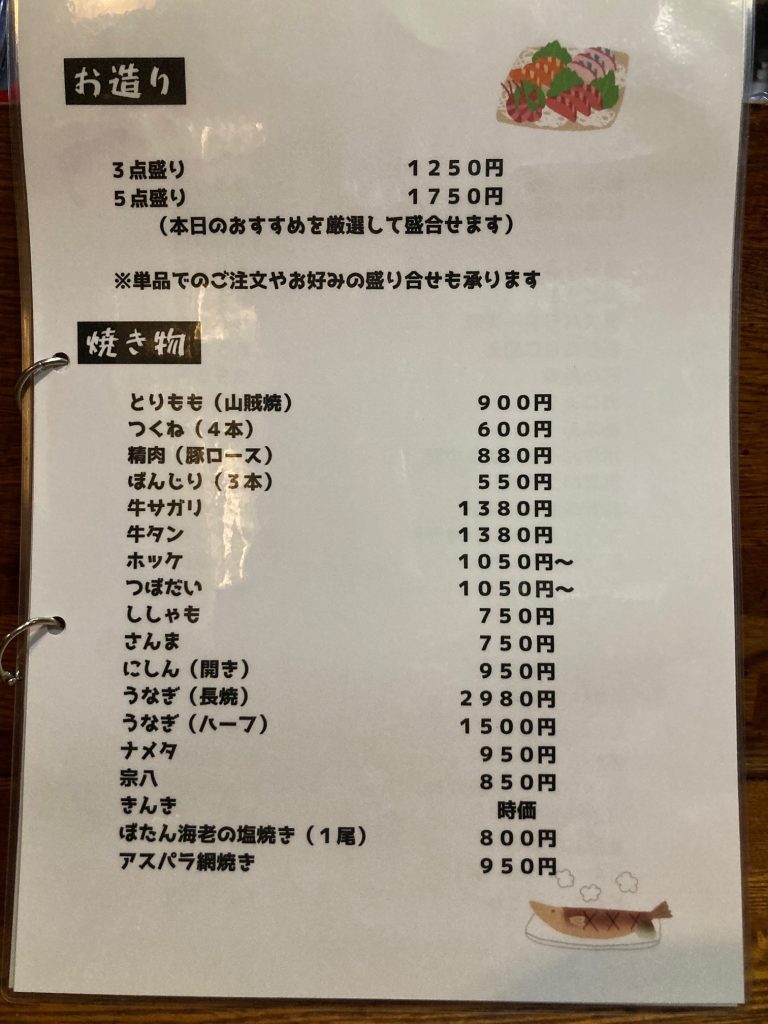 お造り
３点盛り　１２５０円
５点盛り　１７５０円
（本日のおすすめを厳選して盛合せます）
※単品でのご注文やお好みの盛り合せも承ります
焼き物
とりもも（山賊焼）　９００円
つくね（４本）　６００円
精肉（豚ロース）　８８０円
ぼんじり（３本）　５５０円
牛サガリ　１３８０円
牛タン　１３８０円
ホッケ　１０５０円～
つぼだい　１０５０円～
ししゃも　７５０円
さんま　７５０円
にしん（開き）　９５０円
うなぎ（長焼）　２９８０円
うなぎ（ハーフ）　１５００円
ナメタ　９５０円
宗八　８５０円
きんき　時価
ぼたん海老の塩焼き（１尾）　８００円
アスパラ網焼き　９５０円